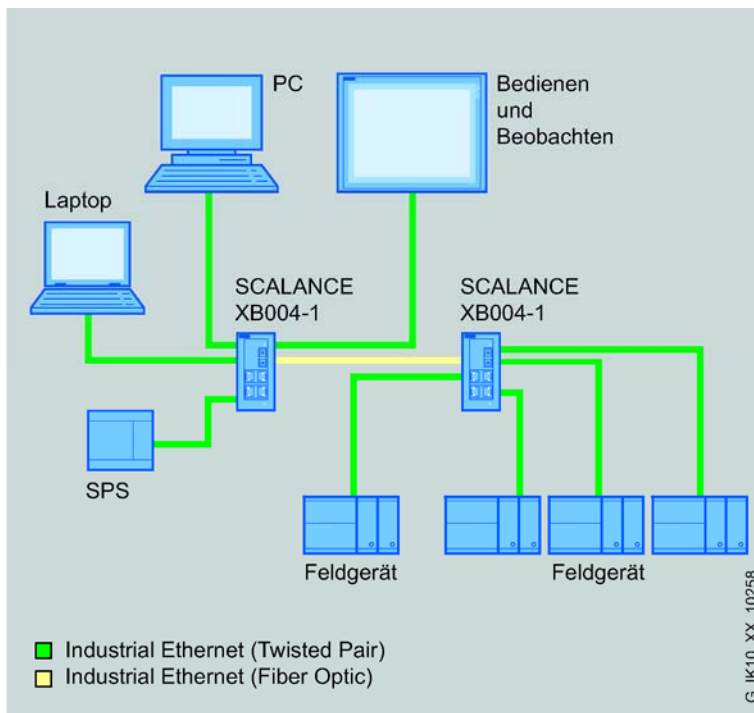 PC
Bedienen
und
Beobachten
Laptop
SCALANCE
XB004-1
SCALANCE
XB004-1
SPS
Feldgerät
Feldgerät
Industrial Ethernet (Twisted Pair)
Industrial Ethernet (Fiber Optic)
G_IK10_XX_10258